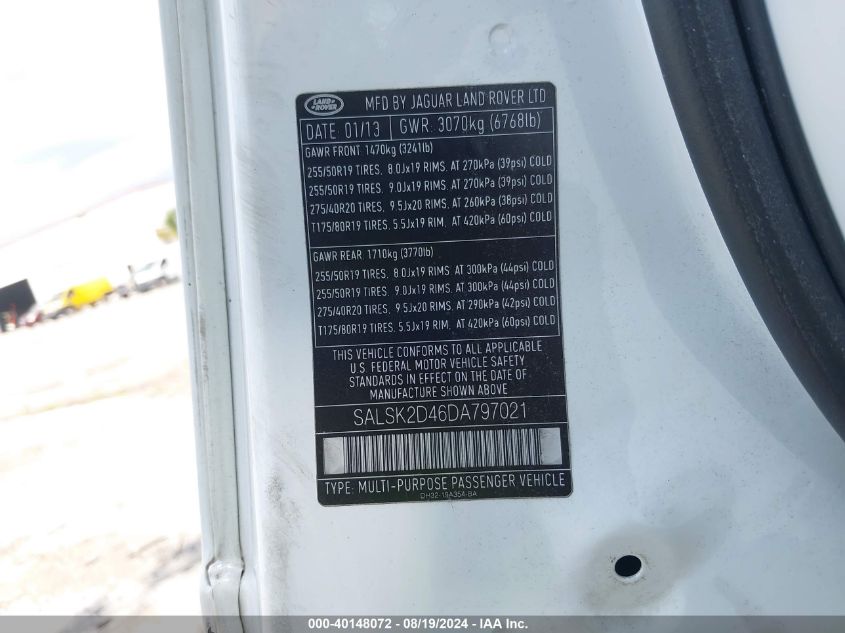 LAND ROVER
MFD BY JAGUAR LAND ROVER LTD
DATE: 01/13 GWR: 3070kg (6768lb)
GAWR FRONT: 1470kg (3241lb)
255/50R19 TIRES, 8.0Jx19 RIMS. AT 270kPa (39psi) COLD
255/50R19 TIRES, 9.0Jx19 RIMS. AT 270kPa (39psi) COLD
275/40R20 TIRES, 9.5Jx20 RIMS. AT 260kPa (38psi) COLD
T175/80R19 TIRES, 5.5Jx19 RIM, AT 420kPa (60psi) COLD
GAWR REAR: 1710kg (3770lb)
255/50R19 TIRES, 8.0Jx19 RIMS. AT 300kPa (44psi) COLD
255/50R19 TIRES, 9.0Jx19 RIMS. AT 300kPa (44psi) COLD
275/40R20 TIRES, 9.5Jx20 RIMS. AT 290kPa (42psi) COLD
T175/80R19 TIRES, 5.5Jx19 RIM, AT 420kPa (60psi) COLD
THIS VEHICLE CONFORMS TO ALL APPLICABLE
U.S. FEDERAL MOTOR VEHICLE SAFETY
STANDARDS IN EFFECT ON THE DATE OF
MANUFACTURE SHOWN ABOVE
SALSK2D46DA797021
TYPE: MULTI-PURPOSE PASSENGER VEHICLE
DH32-19A354-BA
000-40148072 - 08/19/2024 - IAA Inc.